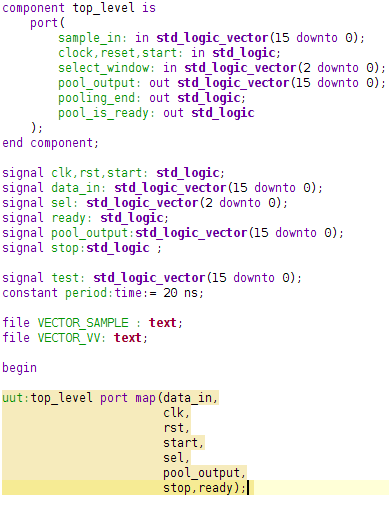 component top_level is
    port(
        sample_in: in std_logic_vector(15 downto 0);
        clock,reset,start: in std_logic;
        select_window: in std_logic_vector(2 downto 0);
        pool_output: out std_logic_vector(15 downto 0);
        pooling_end: out std_logic;
        pool_is_ready: out std_logic
    );
end component;

signal clk,rst,start: std_logic;
signal data_in: std_logic_vector(15 downto 0);
signal sel: std_logic_vector(2 downto 0);
signal ready: std_logic;
signal pool_output:std_logic_vector(15 downto 0);
signal stop:std_logic ;

signal test: std_logic_vector(15 downto 0);
constant period:time:= 20 ns;

file VECTOR_SAMPLE : text;
file VECTOR_VV: text;

begin

uut:top_level port map(data_in,
                       clk,
                       rst,
                       start,
                       sel,
                       pool_output,
                       stop,ready);